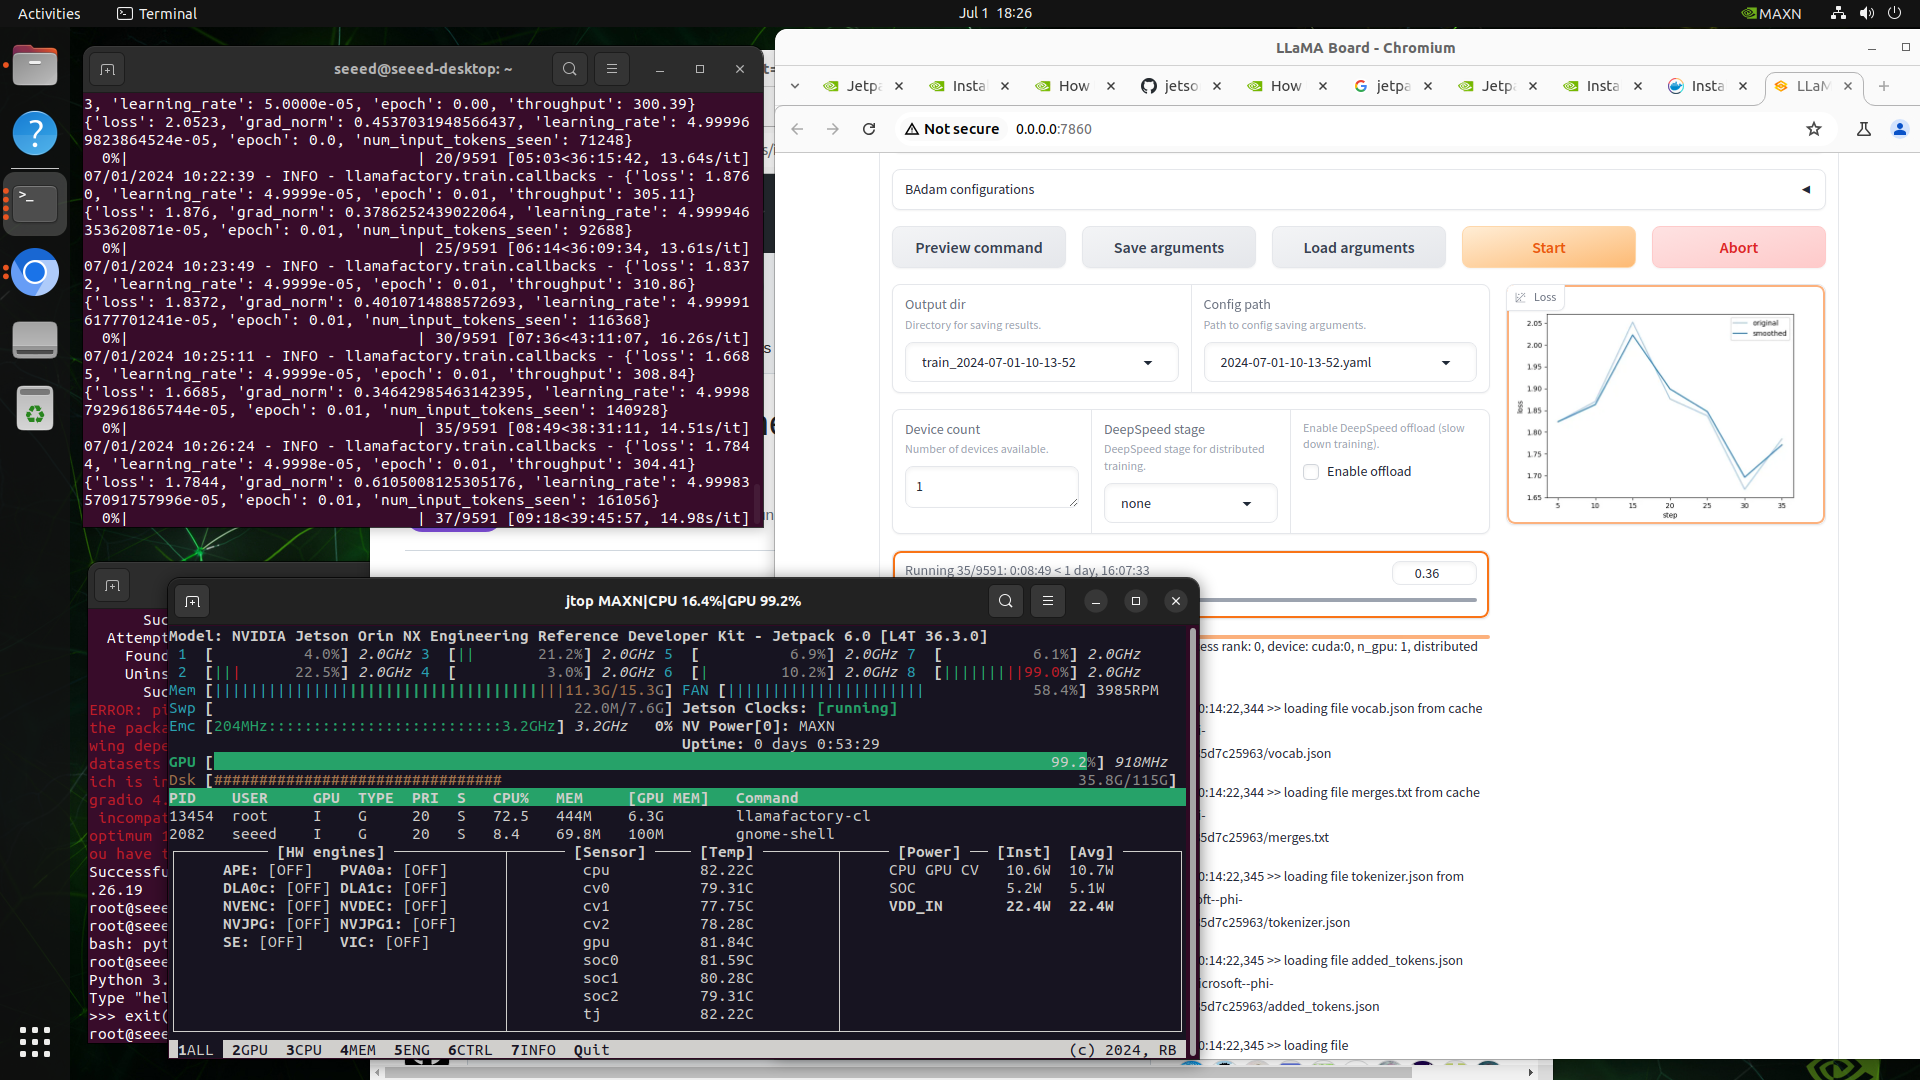 Activities
Terminal
Jul 1 18:26
MAXN
seeed@seeed-desktop: ~
3, 'learning_rate': 5.0000e-05, 'epoch': 0.00, 'throughput': 300.39}
{'loss': 2.0523, 'grad_norm': 0.4537031948566437, 'learning_rate': 4.99996
9823864524e-05, 'epoch': 0.0, 'num_input_tokens_seen': 71248}
0%| | 20/9591 [05:03<36:15:42, 13.64s/it]
07/01/2024 10:22:39 - INFO - llamafactory.train.callbacks - {'loss': 1.876
0, 'learning_rate': 4.9999e-05, 'epoch': 0.01, 'throughput': 305.11}
{'loss': 1.876, 'grad_norm': 0.3786252439022064, 'learning_rate': 4.999946
353620871e-05, 'epoch': 0.01, 'num_input_tokens_seen': 92688}
0%| | 25/9591 [06:14<36:09:34, 13.61s/it]
07/01/2024 10:23:49 - INFO - llamafactory.train.callbacks - {'loss': 1.837
2, 'learning_rate': 4.9999e-05, 'epoch': 0.01, 'throughput': 310.86}
{'loss': 1.8372, 'grad_norm': 0.4010714888572693, 'learning_rate': 4.99991
6177701241e-05, 'epoch': 0.01, 'num_input_tokens_seen': 116368}
0%| | 30/9591 [07:36<43:11:07, 16.26s/it]
07/01/2024 10:25:11 - INFO - llamafactory.train.callbacks - {'loss': 1.668
5, 'learning_rate': 4.9999e-05, 'epoch': 0.01, 'throughput': 308.84}
{'loss': 1.6685, 'grad_norm': 0.34642985463142395, 'learning_rate': 4.9998
792961865744e-05, 'epoch': 0.01, 'num_input_tokens_seen': 140928}
0%| | 35/9591 [08:49<38:31:11, 14.51s/it]
07/01/2024 10:26:24 - INFO - llamafactory.train.callbacks - {'loss': 1.784
4, 'learning_rate': 4.9998e-05, 'epoch': 0.01, 'throughput': 304.41}
{'loss': 1.7844, 'grad_norm': 0.6105008125305176, 'learning_rate': 4.99983
57091757996e-05, 'epoch': 0.01, 'num_input_tokens_seen': 161056}
0%| | 37/9591 [09:18<39:45:57, 14.98s/it]
LLaMA Board - Chromium
Jetpa
Instal
How
jetso
How
jetpa
Jetpa
Insta
Insta
LLaM
Not secure
0.0.0.0:7860
BAdam configurations
Preview command
Save arguments
Load arguments
Start
Abort
Output dir
Directory for saving results.
train_2024-07-01-10-13-52
Config path
Path to config saving arguments.
2024-07-01-10-13-52.yaml
Loss
original
smoothed
2.05
2.00
1.95
1.90
1.85
1.80
1.75
1.70
1.65
loss
5 10 15 20 25 30 35
step
Device count
Number of devices available.
1
DeepSpeed stage
DeepSpeed stage for distributed
training.
none
Enable DeepSpeed offload (slow
down training).
Enable offload
Running 35/9591: 0:08:49 < 1 day, 16:07:33
0.36
ess rank: 0, device: cuda:0, n_gpu: 1, distributed
0:14:22,344 >> loading file vocab.json from cache
i-
5d7c25963/vocab.json
0:14:22,344 >> loading file merges.txt from cache
i-
5d7c25963/merges.txt
0:14:22,345 >> loading file tokenizer.json from
oft--phi-
5d7c25963/tokenizer.json
0:14:22,345 >> loading file added_tokens.json
icrosoft--phi-
5d7c25963/added_tokens.json
0:14:22,345 >> loading file
Suc
Attempt
Found
Unins
Suc
ERROR: pi
the packa
wing depe
datasets
ich is in
gradio 4.
incompat
optimum 1
ou have t
Successfu
.26.19
root@seee
root@seee
bash: pyt
root@seee
Python 3.
Type "hel
>>> exit(
root@seee
jtop MAXN|CPU 16.4%|GPU 99.2%
Model: NVIDIA Jetson Orin NX Engineering Reference Developer Kit - Jetpack 6.0 [L4T 36.3.0]
1 [ 4.0%] 2.0GHz 3 [|| 21.2%] 2.0GHz 5 [ 6.9%] 2.0GHz 7 [ 6.1%] 2.0GHz
2 [||| 22.5%] 2.0GHz 4 [ 3.0%] 2.0GHz 6 [| 10.2%] 2.0GHz 8 [||||||||| 99.0%] 2.0GHz
Mem [|||||||||||||||||||||||||||||||||||||||11.3G/15.3G] FAN [|||||||||||||||||||||| 58.4%] 3985RPM
Swp [ 22.0M/7.6G] Jetson Clocks: [running]
Emc [204MHz::::::::::::::::::::::::::3.2GHz] 3.2GHz 0% NV Power[0]: MAXN
Uptime: 0 days 0:53:29
GPU [ 99.2%] 918MHz
Dsk [################################ 35.8G/115G]
PID USER GPU TYPE PRI S CPU% MEM [GPU MEM] Command
13454 root I G 20 S 72.5 444M 6.3G llamafactory-cl
2082 seeed I G 20 S 8.4 69.8M 100M gnome-shell
[HW engines] [Sensor] [Temp] [Power] [Inst] [Avg]
APE: [OFF] PVA0a: [OFF] cpu 82.22C CPU GPU CV 10.6W 10.7W
DLA0c: [OFF] DLA1c: [OFF] cv0 79.31C SOC 5.2W 5.1W
NVENC: [OFF] NVDEC: [OFF] cv1 77.75C VDD_IN 22.4W 22.4W
NVJPG: [OFF] NVJPG1: [OFF] cv2 78.28C
SE: [OFF] VIC: [OFF] gpu 81.84C
soc0 81.59C
soc1 80.28C
soc2 79.31C
tj 82.22C
1ALL 2GPU 3CPU 4MEM 5ENG 6CTRL 7INFO Quit (c) 2024, RB